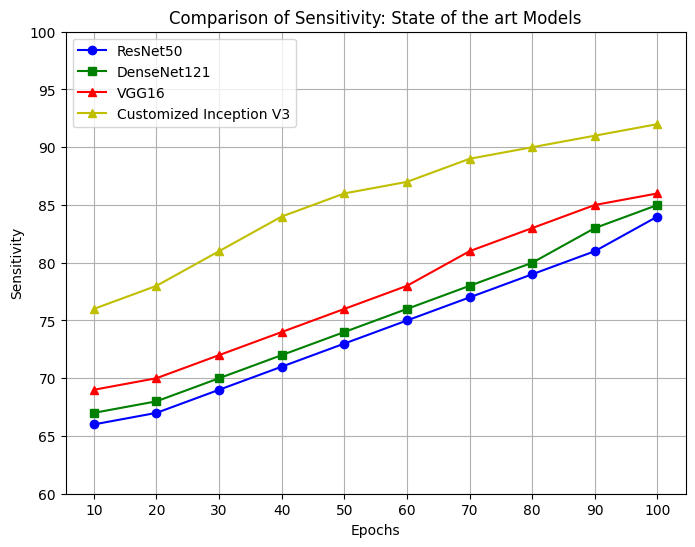 Comparison of Sensitivity: State of the art Models
ResNet50
DenseNet121
VGG16
Customized Inception V3
100
95
90
85
80
75
70
65
60
Sensitivity
10 20 30 40 50 60 70 80 90 100
Epochs